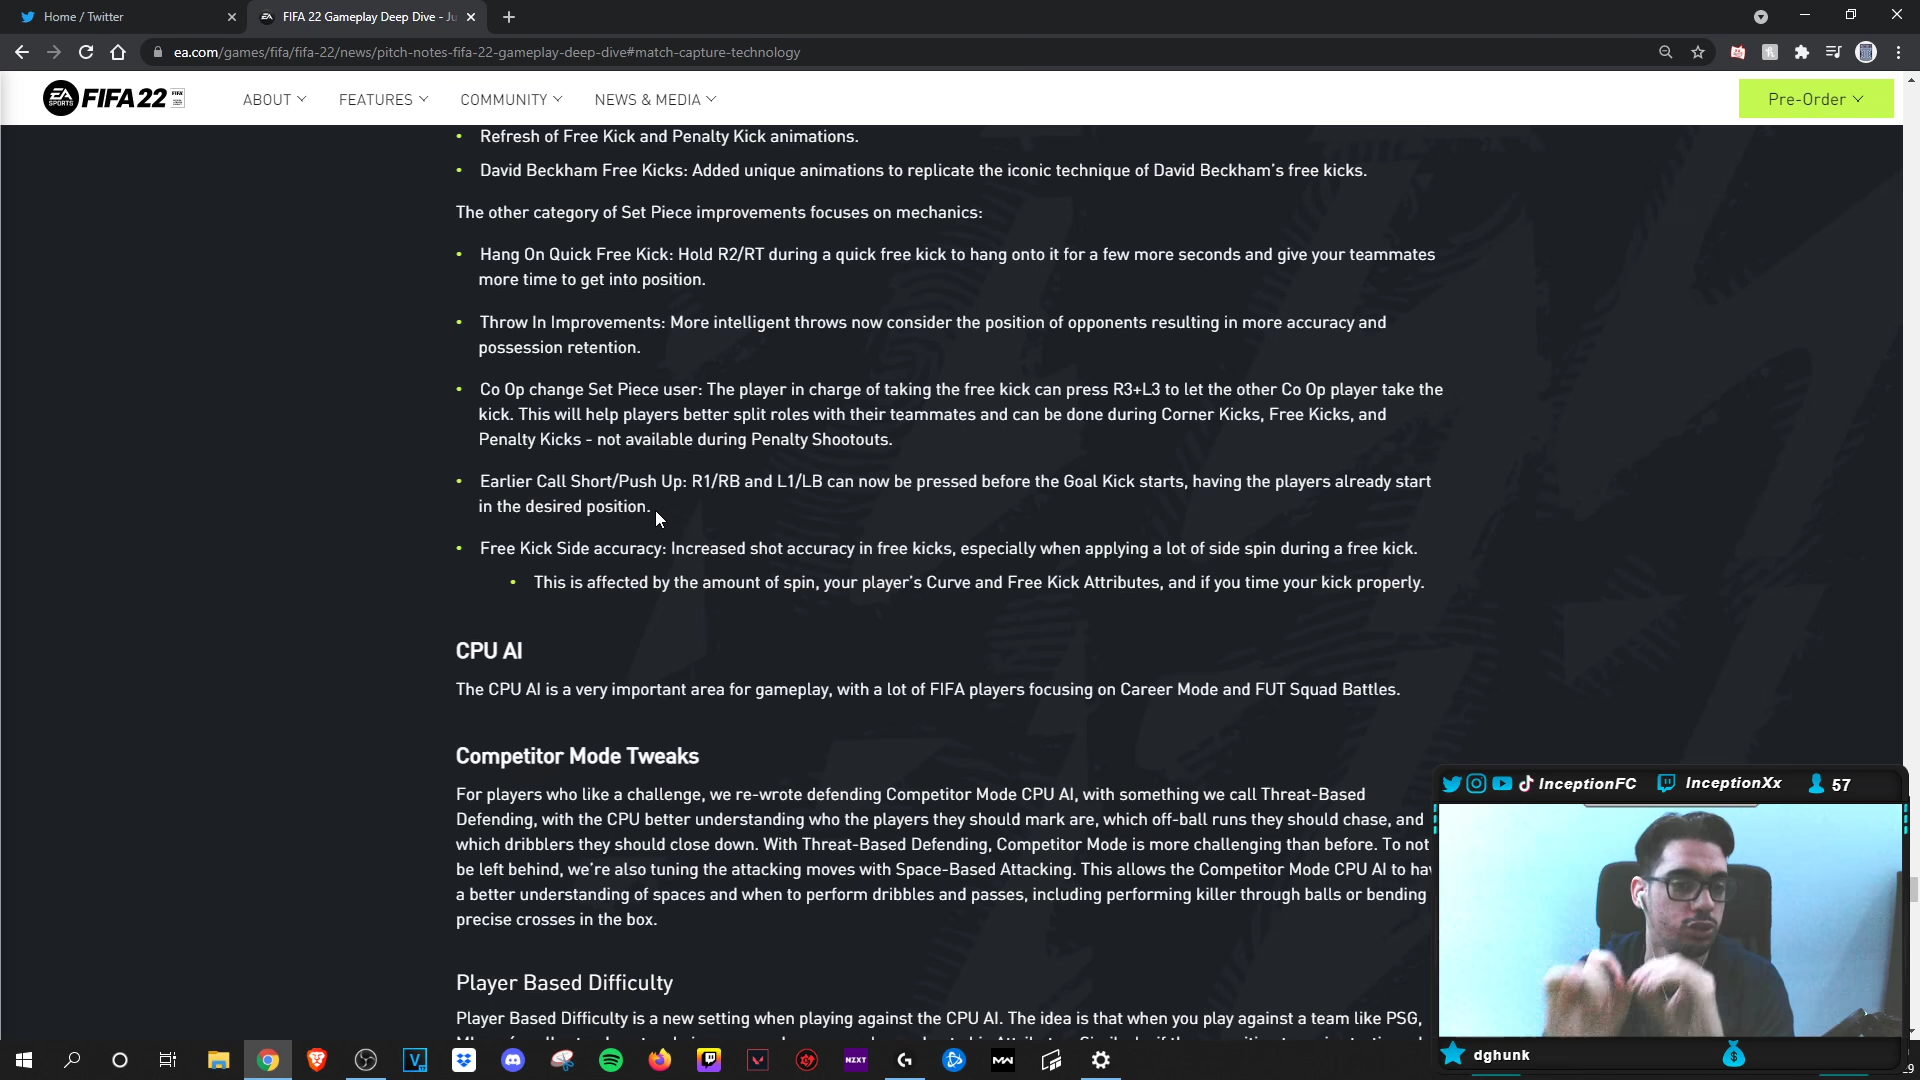 Home / Twitter
FIFA 22 Gameplay Deep Dive - Ju
ea.com/games/fifa/fifa-22/news/pitch-notes-fifa-22-gameplay-deep-dive#match-capture-technology
EA SPORTS FIFA 22
ABOUT
FEATURES
COMMUNITY
NEWS & MEDIA
Pre-Order
• Refresh of Free Kick and Penalty Kick animations.
• David Beckham Free Kicks: Added unique animations to replicate the iconic technique of David Beckham's free kicks.
The other category of Set Piece improvements focuses on mechanics:
• Hang On Quick Free Kick: Hold R2/RT during a quick free kick to hang onto it for a few more seconds and give your teammates
more time to get into position.
• Throw In Improvements: More intelligent throws now consider the position of opponents resulting in more accuracy and
possession retention.
• Co Op change Set Piece user: The player in charge of taking the free kick can press R3+L3 to let the other Co Op player take the
kick. This will help players better split roles with their teammates and can be done during Corner Kicks, Free Kicks, and
Penalty Kicks - not available during Penalty Shootouts.
• Earlier Call Short/Push Up: R1/RB and L1/LB can now be pressed before the Goal Kick starts, having the players already start
in the desired position.
• Free Kick Side accuracy: Increased shot accuracy in free kicks, especially when applying a lot of side spin during a free kick.
• This is affected by the amount of spin, your player's Curve and Free Kick Attributes, and if you time your kick properly.
CPU AI
The CPU AI is a very important area for gameplay, with a lot of FIFA players focusing on Career Mode and FUT Squad Battles.
Competitor Mode Tweaks
For players who like a challenge, we re-wrote defending Competitor Mode CPU AI, with something we call Threat-Based
Defending, with the CPU better understanding who the players they should mark are, which off-ball runs they should chase, and
which dribblers they should close down. With Threat-Based Defending, Competitor Mode is more challenging than before. To not
be left behind, we're also tuning the attacking moves with Space-Based Attacking. This allows the Competitor Mode CPU AI to hav
a better understanding of spaces and when to perform dribbles and passes, including performing killer through balls or bending
precise crosses in the box.
Player Based Difficulty
Player Based Difficulty is a new setting when playing against the CPU AI. The idea is that when you play against a team like PSG,
InceptionFC
InceptionXx
57
dghunk
NZXT
MW